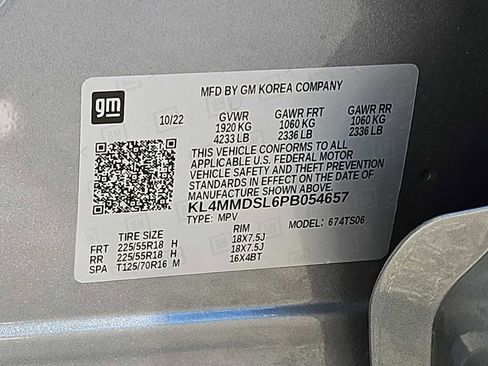 gm
MFD BY GM KOREA COMPANY
10/22 GVWR GAWR FRT GAWR RR
1920 KG 1060 KG 1060 KG
4233 LB 2336 LB 2336 LB
THIS VEHICLE CONFORMS TO ALL
APPLICABLE U.S. FEDERAL MOTOR
VEHICLE SAFETY AND THEFT PREVENTION
STANDARDS IN EFFECT ON THE DATE OF
MANUFACTURE SHOWN ABOVE.
KL4MMDSL6PB054657
TYPE: MPV MODEL: 674TS06
TIRE SIZE RIM
FRT 225/55R18 H 18X7.5J
RR 225/55R18 H 18X7.5J
SPA T125/70R16 M 16X4BT